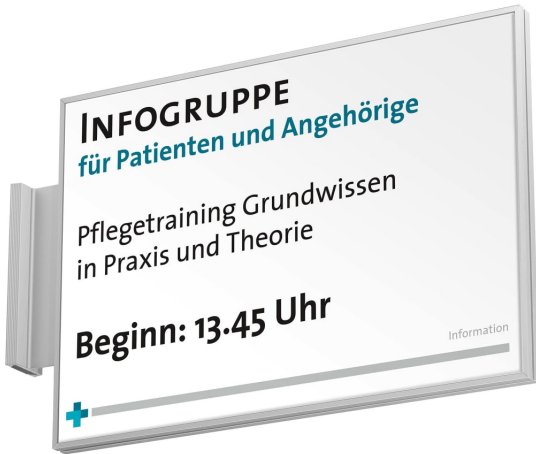 Infogruppe
für Patienten und Angehörige
Pflegetraining Grundwissen
in Praxis und Theorie
Beginn: 13.45 Uhr
Information